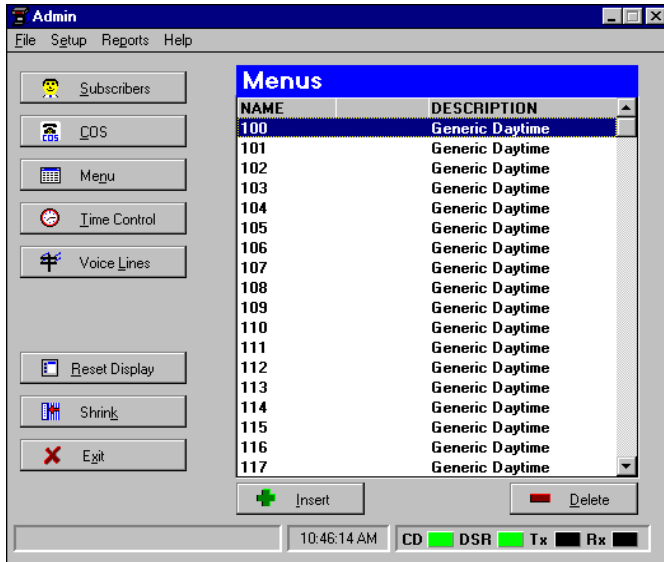 Admin
File Setup Reports Help
Subscribers
COS
COS
Menu
Time Control
Voice Lines
Reset Display
Shrink
Exit
Menus
NAME DESCRIPTION
100 Generic Daytime
101 Generic Daytime
102 Generic Daytime
103 Generic Daytime
104 Generic Daytime
105 Generic Daytime
106 Generic Daytime
107 Generic Daytime
108 Generic Daytime
109 Generic Daytime
110 Generic Daytime
111 Generic Daytime
112 Generic Daytime
113 Generic Daytime
114 Generic Daytime
115 Generic Daytime
116 Generic Daytime
117 Generic Daytime
Insert Delete
10:46:14 AM CD DSR Tx Rx